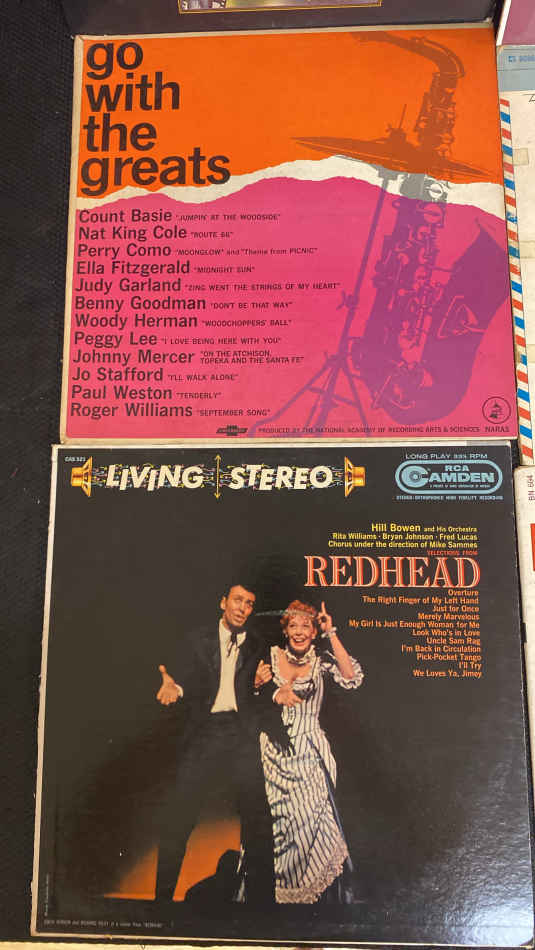 go
with
the
greats
Count Basie "JUMPIN' AT THE WOODSIDE"
Nat King Cole "ROUTE 66"
Perry Como "MOONGLOW" and "Theme from PICNIC"
Ella Fitzgerald "MIDNIGHT SUN"
Judy Garland "ZING WENT THE STRINGS OF MY HEART"
Benny Goodman "DON'T BE THAT WAY"
Woody Herman "WOODCHOPPERS' BALL"
Peggy Lee "I LOVE BEING HERE WITH YOU"
Johnny Mercer "ON THE ATCHISON,
TOPEKA AND THE SANTA FE"
Jo Stafford "I'LL WALK ALONE"
Paul Weston "TENDERLY"
Roger Williams "SEPTEMBER SONG"
PRODUCED BY THE NATIONAL ACADEMY OF RECORDING ARTS & SCIENCES
NARAS
CAS 521
LIVING STEREO
LONG PLAY 33⅓ RPM
RCA
CAMDEN
Hill Bowen and His Orchestra
Rita Williams · Bryan Johnson · Fred Lucas
Chorus under the direction of Mike Sammes
SELECTIONS FROM
REDHEAD
Overture
The Right Finger of My Left Hand
Just for Once
Merely Marvelous
My Girl Is Just Enough Woman for Me
Look Who's in Love
Uncle Sam Rag
I'm Back in Circulation
Pick-Pocket Tango
I'll Try
We Loves Ya, Jimey
BN 604